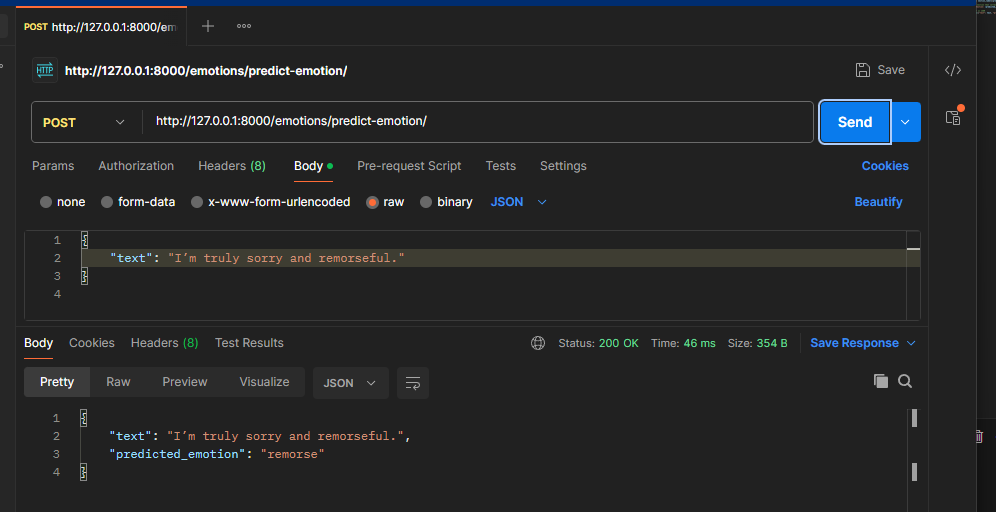 POST http://127.0.0.1:8000/em
HTTP http://127.0.0.1:8000/emotions/predict-emotion/ Save
POST http://127.0.0.1:8000/emotions/predict-emotion/ Send
Params Authorization Headers (8) Body Pre-request Script Tests Settings Cookies
none form-data x-www-form-urlencoded raw binary JSON Beautify
1 {
2 "text": "I’m truly sorry and remorseful."
3 }
4
Body Cookies Headers (8) Test Results Status: 200 OK Time: 46 ms Size: 354 B Save Response
Pretty Raw Preview Visualize JSON
1 {
2 "text": "I’m truly sorry and remorseful.",
3 "predicted_emotion": "remorse"
4 }